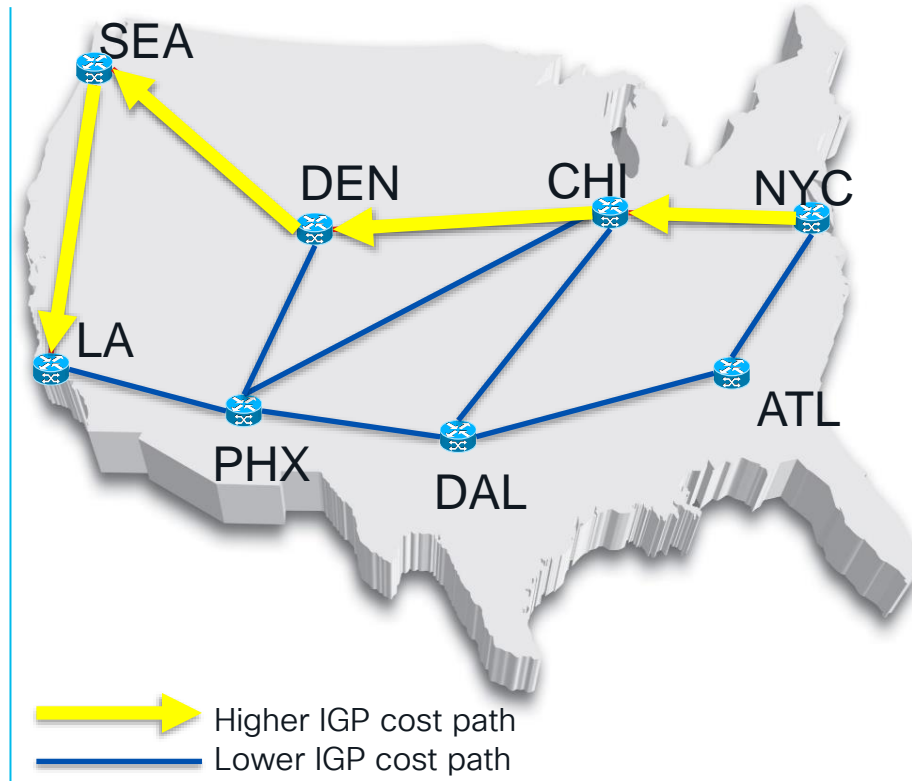 SEA
DEN
CHI
NYC
LA
ATL
PHX
DAL
Higher IGP cost path
Lower IGP cost path